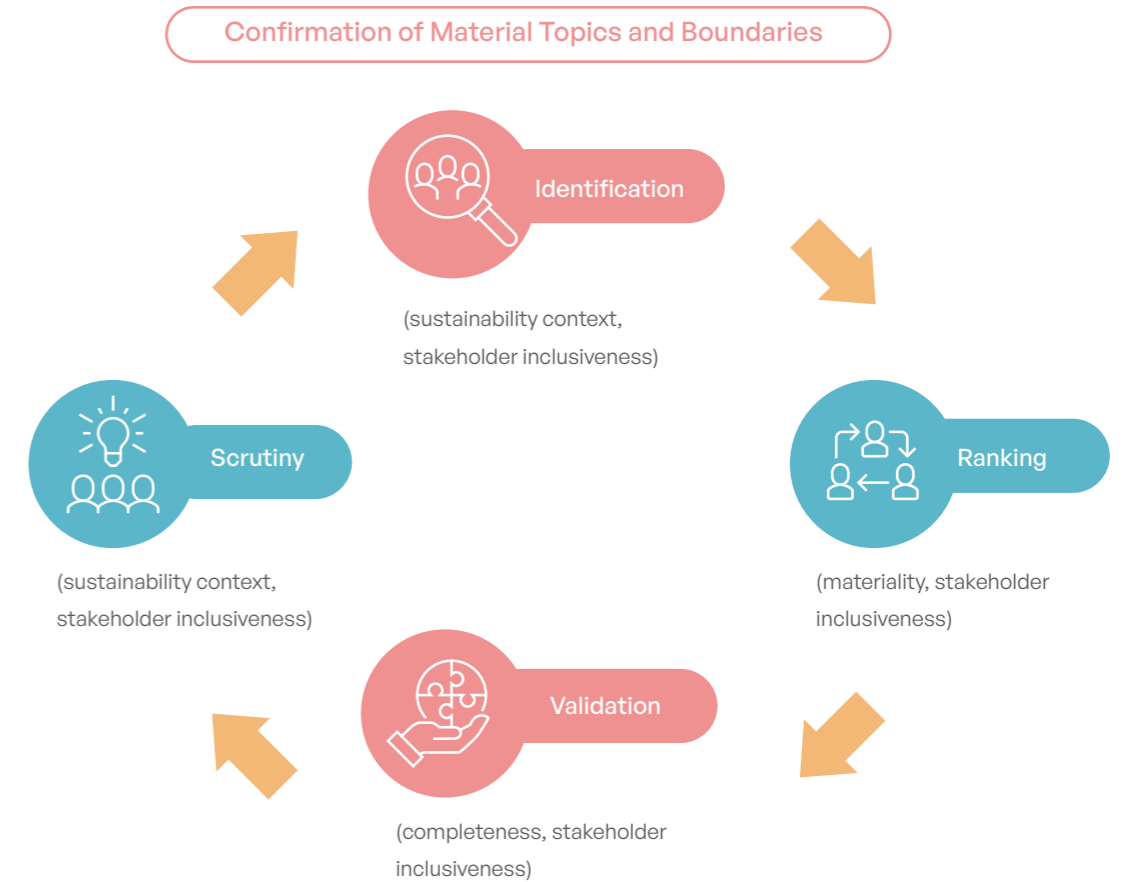 Confirmation of Material Topics and Boundaries
Identification
(sustainability context,
stakeholder inclusiveness)
Scrutiny
(sustainability context,
stakeholder inclusiveness)
Ranking
(materiality, stakeholder
inclusiveness)
Validation
(completeness, stakeholder
inclusiveness)